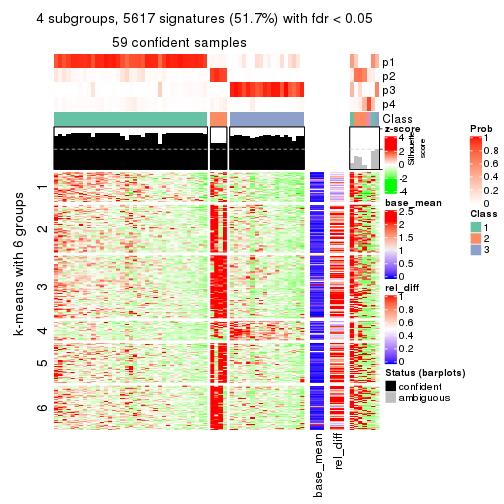 4 subgroups, 5617 signatures (51.7%) with fdr < 0.05
59 confident samples
p1
p2
p3
p4
Class
k-means with 6 groups
1
2
3
4
5
6
Silhouette
score
base_mean
rel_diff
z-score
4
2
0
-2
-4
base_mean
2.5
2
1.5
1
0.5
0
rel_diff
1
0.8
0.6
0.4
0.2
0
Status (barplots)
confident
ambiguous
Prob
1
0.8
0.6
0.4
0.2
0
Class
1
2
3